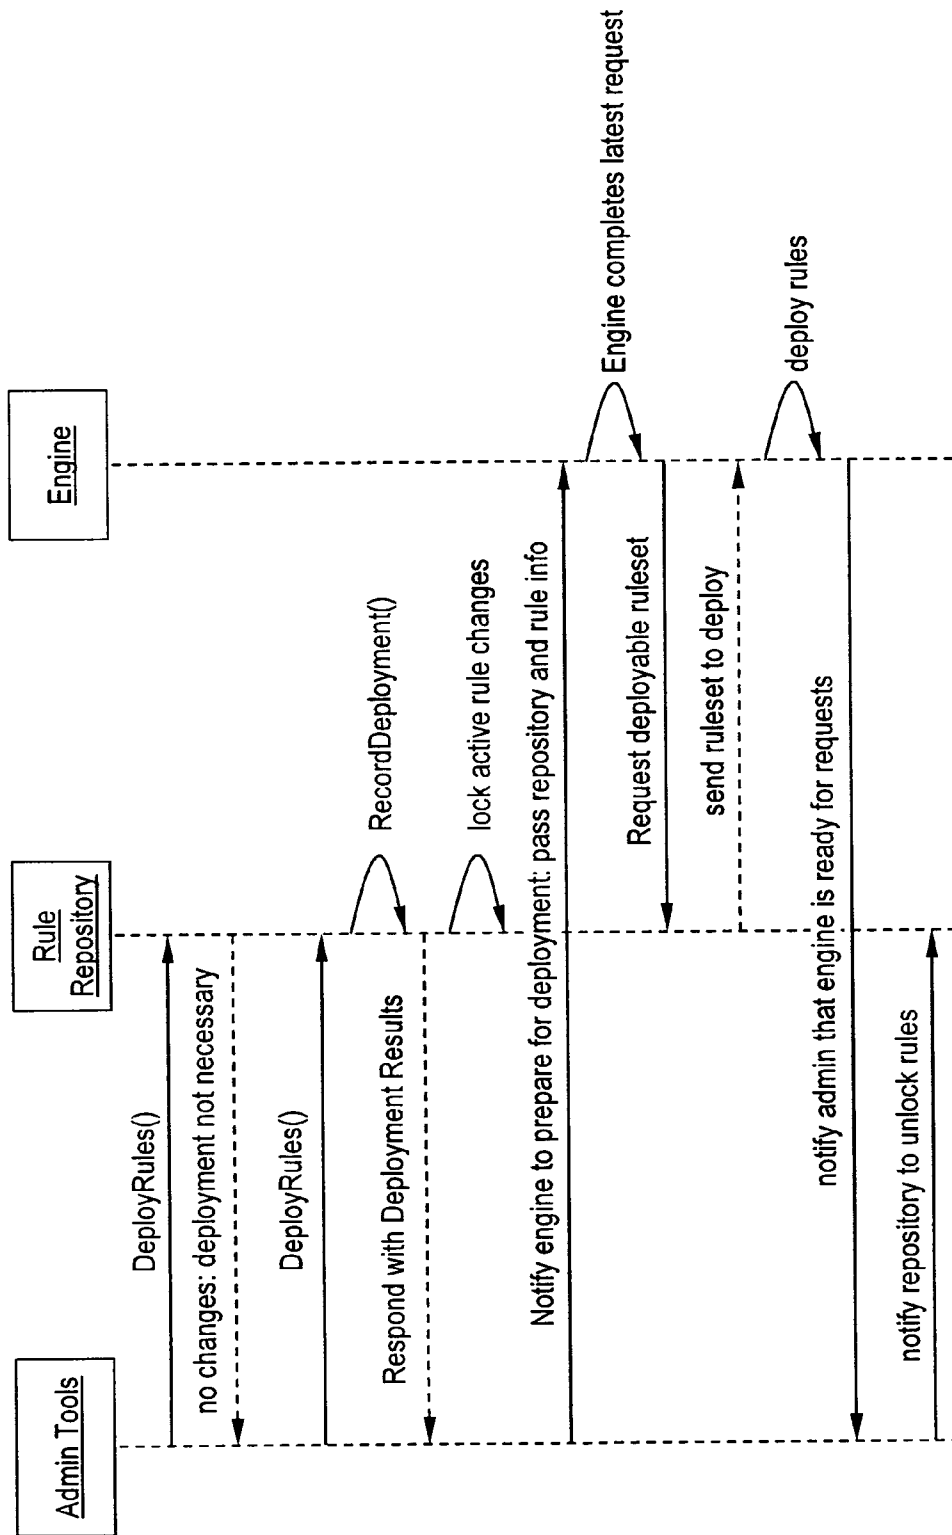 Admin Tools
Rule
Repository
Engine
DeployRules()
no changes: deployment not necessary
DeployRules()
RecordDeployment()
Respond with Deployment Results
lock active rule changes
Notify engine to prepare for deployment: pass repository and rule info
Engine completes latest request
Request deployable ruleset
send ruleset to deploy
deploy rules
notify admin that engine is ready for requests
notify repository to unlock rules